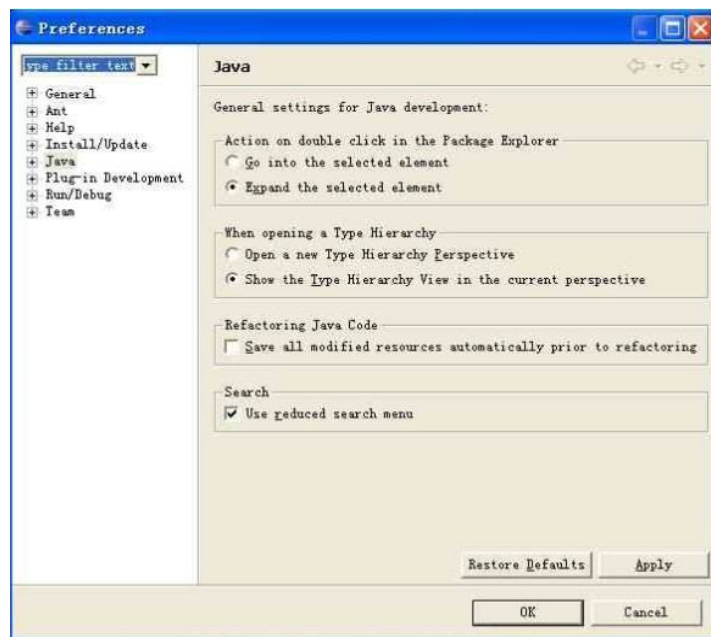 Preferences
ype filter text
General
Ant
Help
Install/Update
Java
Plug-in Development
Run/Debug
Team
Java
General settings for Java development:
Action on double click in the Package Explorer
Go into the selected element
Expand the selected element
When opening a Type Hierarchy
Open a new Type Hierarchy Perspective
Show the Type Hierarchy View in the current perspective
Refactoring Java Code
Save all modified resources automatically prior to refactoring
Search
Use reduced search menu
Restore Defaults
Apply
OK
Cancel